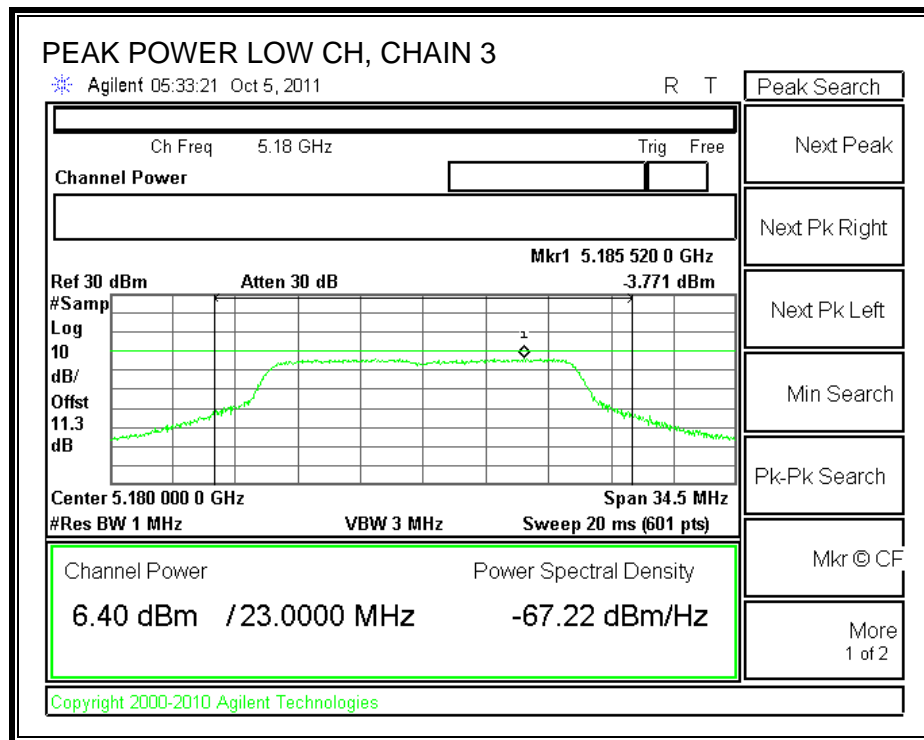 PEAK POWER LOW CH, CHAIN 3
Agilent 05:33:21 Oct 5, 2011 R T
Peak Search
Ch Freq 5.18 GHz Trig Free
Channel Power
Mkr1 5.185 520 0 GHz
Ref 30 dBm Atten 30 dB -3.771 dBm
#Samp
Log
10
dB/
Offst
11.3
dB
1
Center 5.180 000 0 GHz Span 34.5 MHz
#Res BW 1 MHz VBW 3 MHz Sweep 20 ms (601 pts)
Channel Power Power Spectral Density
6.40 dBm / 23.0000 MHz -67.22 dBm/Hz
Next Peak
Next Pk Right
Next Pk Left
Min Search
Pk-Pk Search
Mkr © CF
More
1 of 2
Copyright 2000-2010 Agilent Technologies